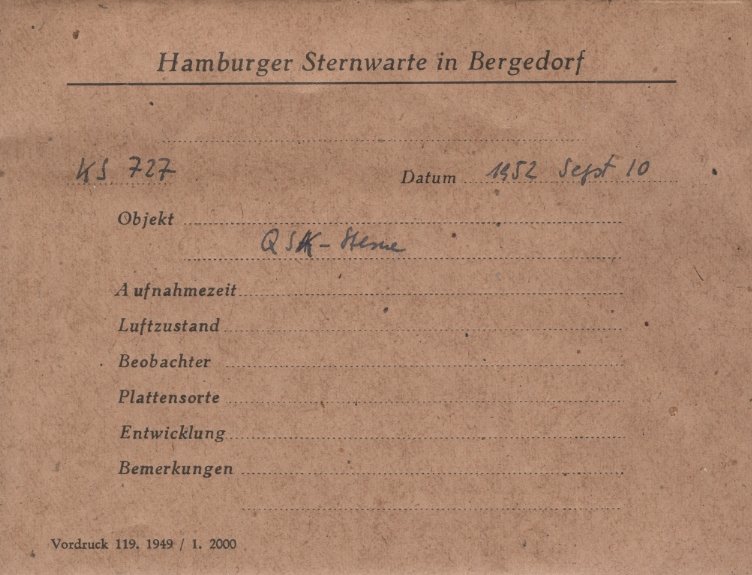 Hamburger Sternwarte in Bergedorf
KS 727 Datum 1952 Sept 10
Objekt
QSK-Sterne
Aufnahmezeit
Luftzustand
Beobachter
Plattensorte
Entwicklung
Bemerkungen
Vordruck 119. 1949 / 1. 2000